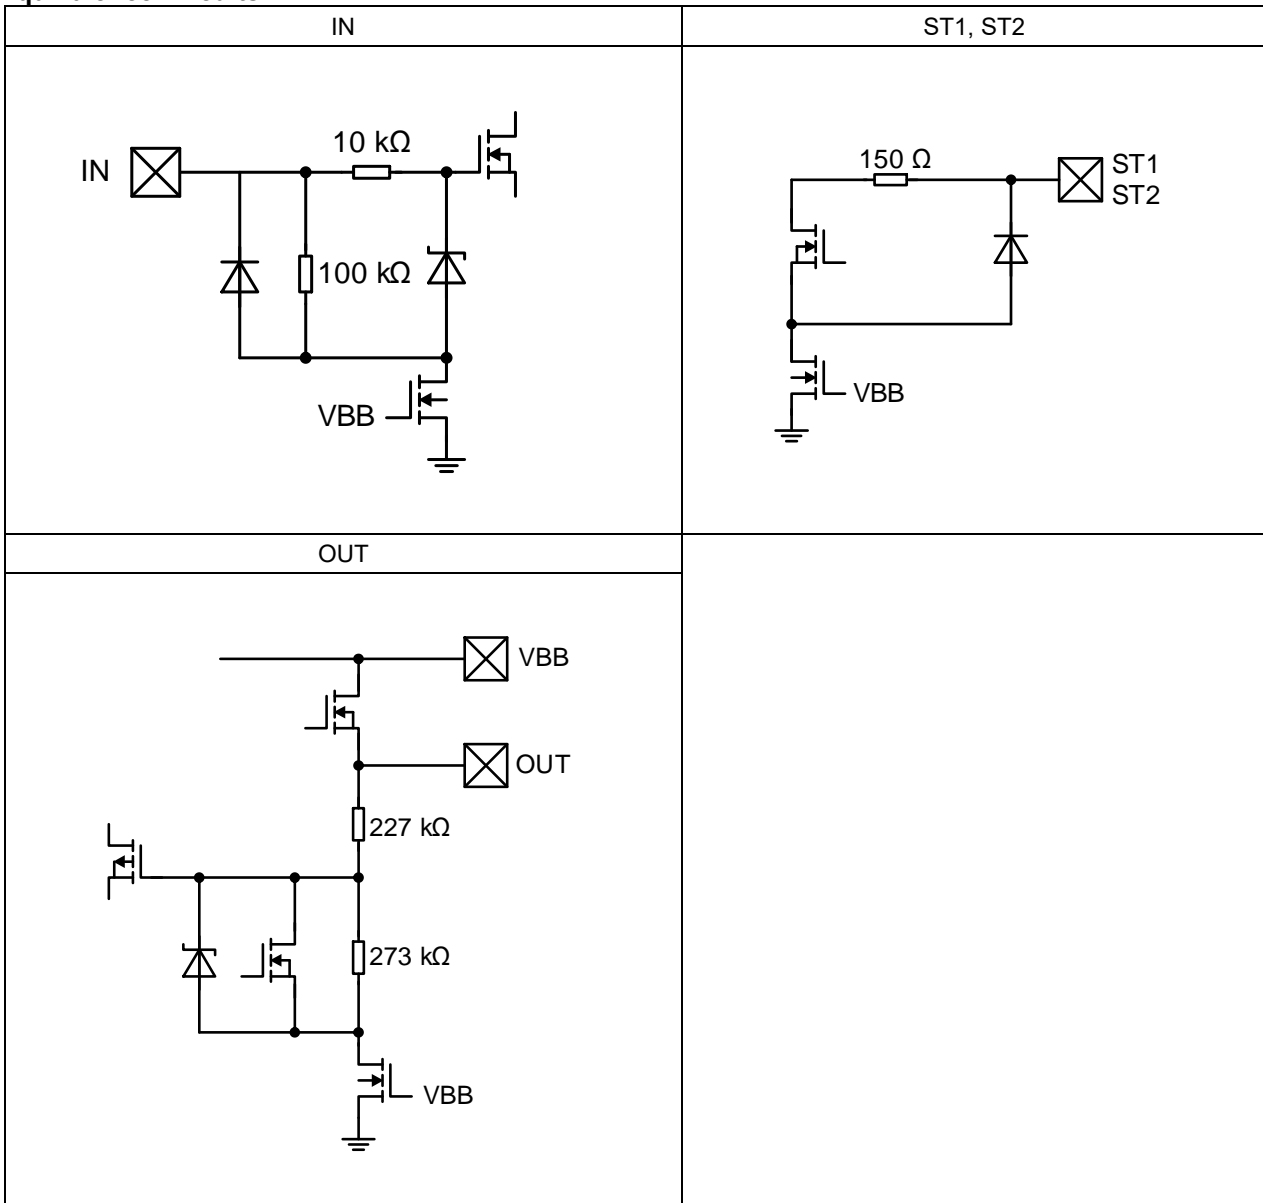 IN
ST1, ST2
IN
10 kΩ
100 kΩ
VBB
150 Ω
ST1
ST2
VBB
OUT
VBB
OUT
227 kΩ
273 kΩ
VBB